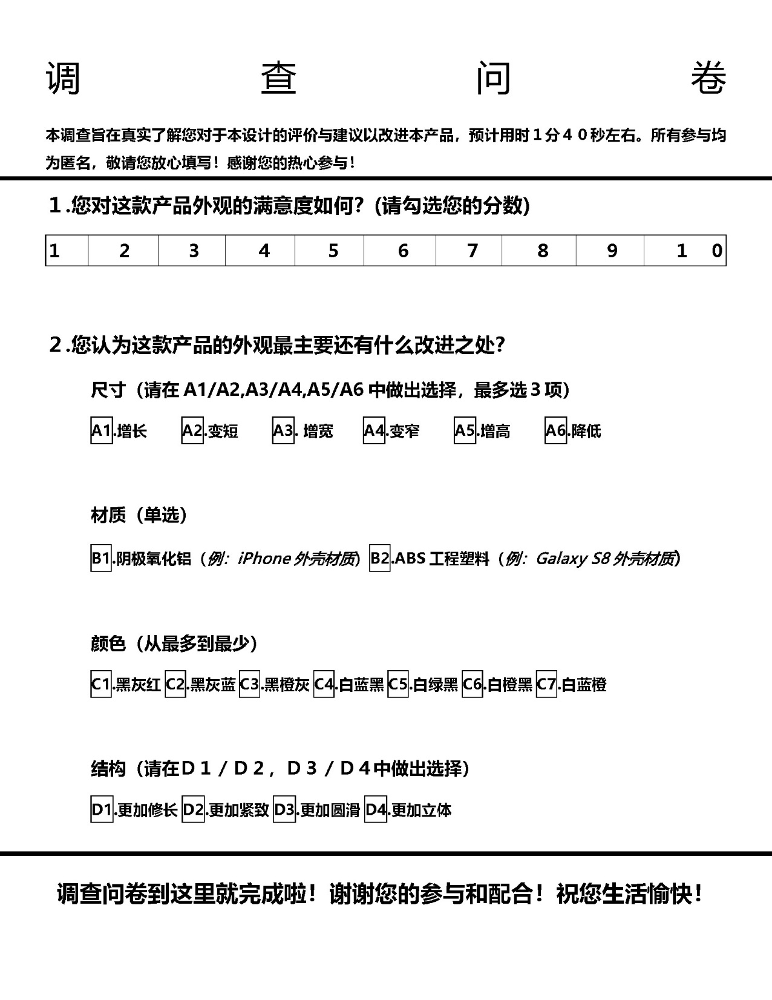 调查问卷
本调查旨在真实了解您对于本设计的评价与建议以改进本产品，预计用时１分４０秒左右。所有参与均
为匿名，敬请您放心填写！感谢您的热心参与！
１.您对这款产品外观的满意度如何？(请勾选您的分数)
1 2 3 4 5 6 7 8 9 1 0
２.您认为这款产品的外观最主要还有什么改进之处？
尺寸（请在 A1/A2,A3/A4,A5/A6 中做出选择，最多选３项）
A1.增长 A2.变短 A3. 增宽 A4.变窄 A5.增高 A6.降低
材质（单选）
B1.阴极氧化铝（例：iPhone 外壳材质）B2.ABS 工程塑料（例：Galaxy S8 外壳材质）
颜色（从最多到最少）
C1.黑灰红 C2.黑灰蓝 C3.黑橙灰 C4.白蓝黑 C5.白绿黑 C6.白橙黑 C7.白蓝橙
结构（请在Ｄ１／Ｄ２，Ｄ３／Ｄ４中做出选择）
D1.更加修长 D2.更加紧致 D3.更加圆滑 D4.更加立体
调查问卷到这里就完成啦！谢谢您的参与和配合！祝您生活愉快！